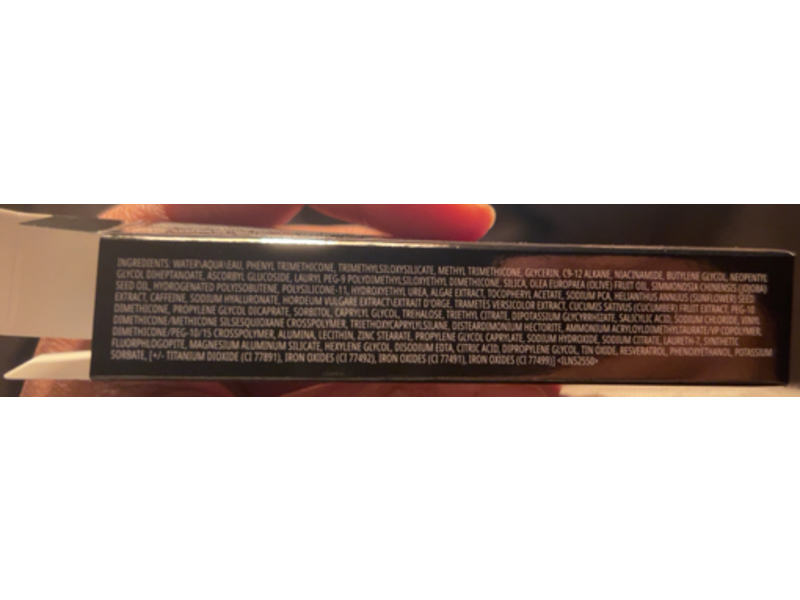 INGREDIENTS: WATER\AQUA\EAU, PHENYL TRIMETHICONE, TRIMETHYLSILOXYSILICATE, METHYL TRIMETHICONE, GLYCERIN, C9-12 ALKANE, NIACINAMIDE, BUTYLENE GLYCOL, NEOPENTYL
GLYCOL DIHEPTANOATE, ASCORBYL GLUCOSIDE, LAURYL PEG-9 POLYDIMETHYLSILOXYETHYL DIMETHICONE, SILICA, OLEA EUROPAEA (OLIVE) FRUIT OIL, SIMMONDSIA CHINENSIS (JOJOBA)
SEED OIL, HYDROGENATED POLYISOBUTENE, POLYSILICONE-11, HYDROXYETHYL UREA, ALGAE EXTRACT, TOCOPHERYL ACETATE, SODIUM PCA, HELIANTHUS ANNUUS (SUNFLOWER) SEED
EXTRACT, CAFFEINE, SODIUM HYALURONATE, HORDEUM VULGARE EXTRACT\EXTRAIT D'ORGE, TRAMETES VERSICOLOR EXTRACT, CUCUMIS SATIVUS (CUCUMBER) FRUIT EXTRACT, PEG-10
DIMETHICONE, PROPYLENE GLYCOL DICAPRATE, SORBITOL, CAPRYLYL GLYCOL, TREHALOSE, TRIETHYL CITRATE, DIPOTASSIUM GLYCYRRHIZATE, SALICYLIC ACID, SODIUM CHLORIDE,
DIMETHICONE/METHICONE SILSESQUIOXANE CROSSPOLYMER, TRIETHOXYCAPRYLYLSILANE, DISTEARDIMONIUM HECTORITE, AMMONIUM ACRYLOYLDIMETHYLTAURATE/VP COPOLYMER,
DIMETHICONE/PEG-10/15 CROSSPOLYMER, ALUMINA, LECITHIN, ZINC STEARATE, PROPYLENE GLYCOL CAPRYLATE, SODIUM HYDROXIDE, SODIUM CITRATE, LAURETH-7, SYNTHETIC
FLUORPHLOGOPITE, MAGNESIUM ALUMINUM SILICATE, HEXYLENE GLYCOL, DISODIUM EDTA, CITRIC ACID, DIPROPYLENE GLYCOL, TIN OXIDE, RESVERATROL, PHENOXYETHANOL, POTASSIUM
SORBATE, [+/- TITANIUM DIOXIDE (CI 77891), IRON OXIDES (CI 77492), IRON OXIDES (CI 77491), IRON OXIDES (CI 77499)] <ILN52550>